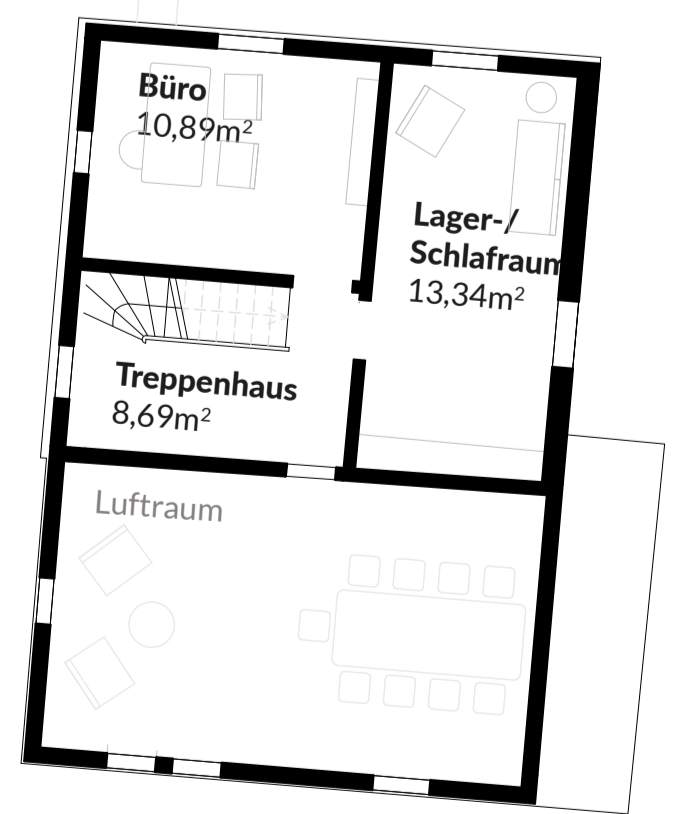 Büro
10,89m²
Lager-/
Schlafraum
13,34m²
Treppenhaus
8,69m²
Luftraum